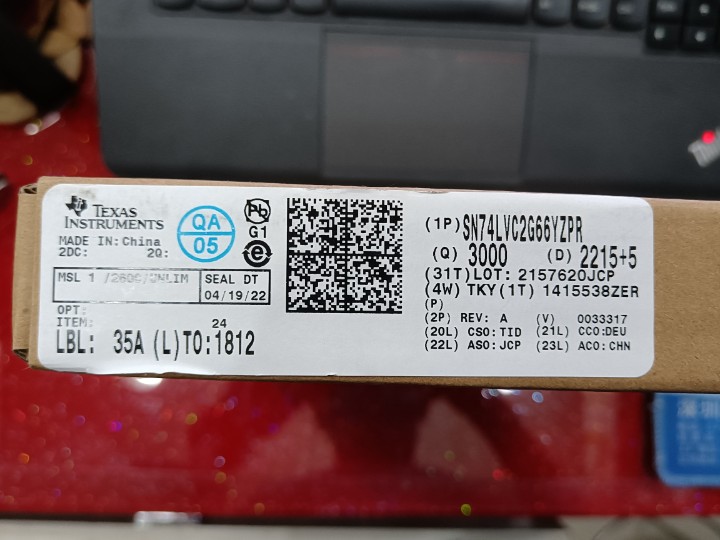 TEXAS
INSTRUMENTS
MADE IN: China
2DC: 2Q:
QA
05
Pb
G1
e
MSL 1 /260C/UNLIM
SEAL DT
04/19/22
OPT:
ITEM: 24
LBL: 35A (L)TO:1812
(1P)SN74LVC2G66YZPR
(Q) 3000 (D) 2215+5
(31T)LOT: 2157620JCP
(4W) TKY(1T) 1415538ZER
(P)
(2P) REV: A (V) 0033317
(20L) CSO:TID (21L) CCO:DEU
(22L) ASO:JCP (23L) ACO:CHN